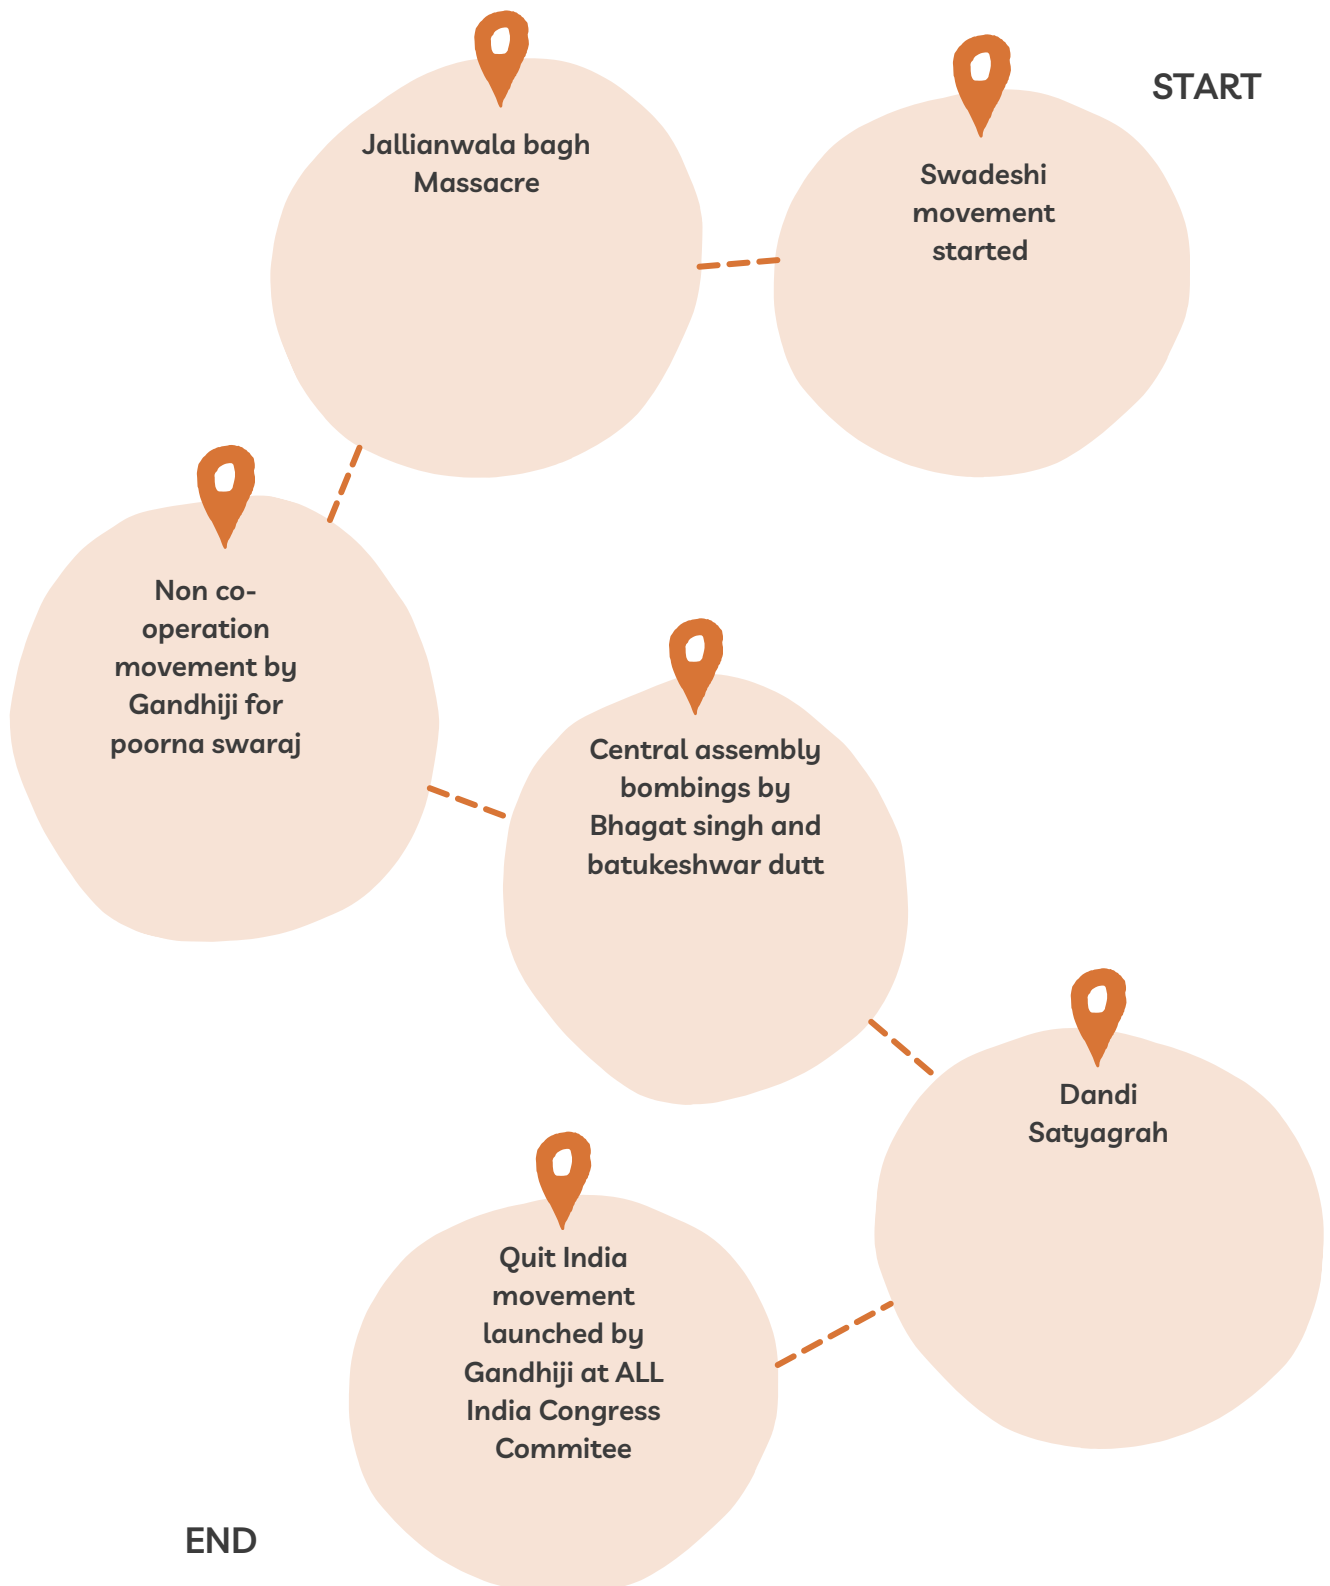 START
Swadeshi
movement
started
Jallianwala bagh
Massacre
Non co-
operation
movement by
Gandhiji for
poorna swaraj
Central assembly
bombings by
Bhagat singh and
batukeshwar dutt
Dandi
Satyagrah
Quit India
movement
launched by
Gandhiji at ALL
India Congress
Commitee
END